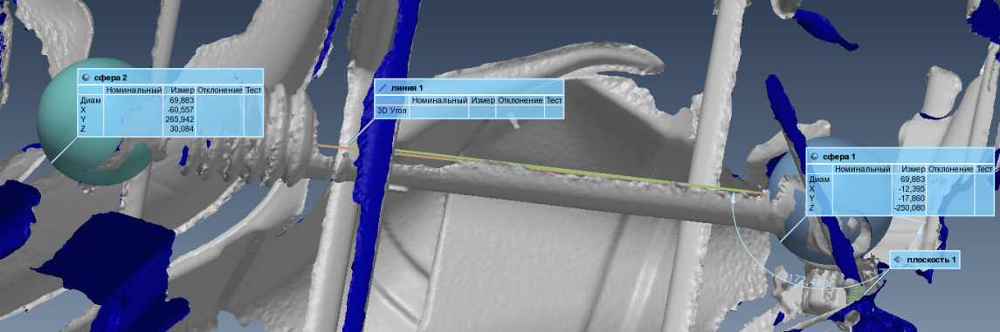 сфера 2
Номинальный Измер Отклонение Тест
Диам 69,883
X -60,557
Y 265,942
Z 30,084
линия 1
Номинальный Измер Отклонение Тест
3D Угол
сфера 1
Номинальный Измер Отклонение Тест
Диам 69,883
X -12,395
Y -17,860
Z -250,080
плоскость 1